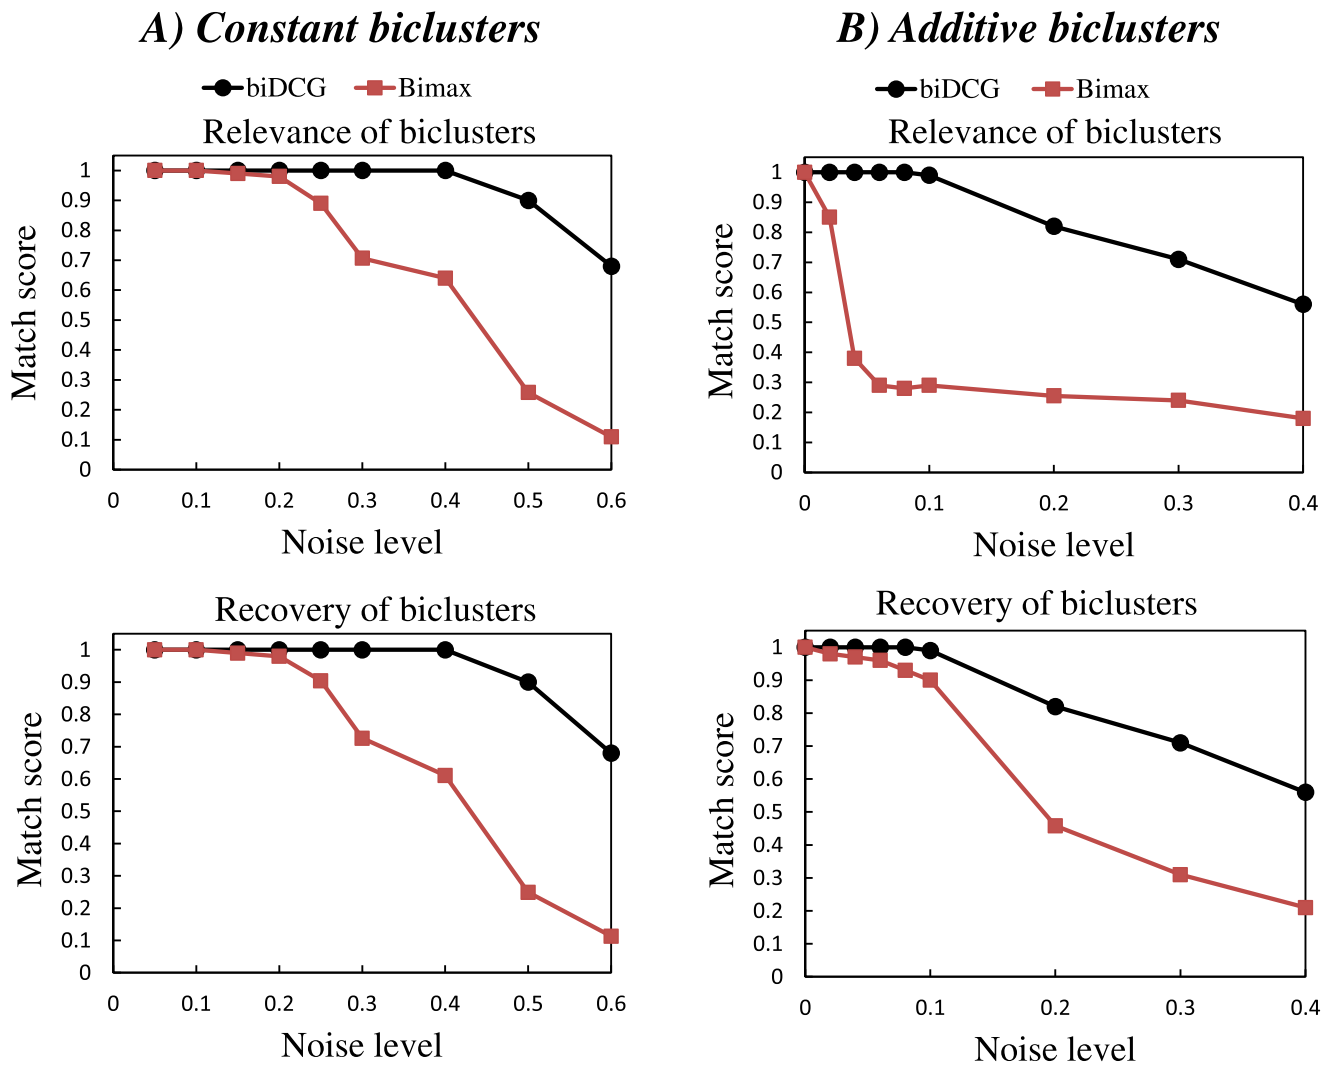 A) Constant biclusters
biDCG Bimax
Relevance of biclusters
Match score
1
0.9
0.8
0.7
0.6
0.5
0.4
0.3
0.2
0.1
0
0 0.1 0.2 0.3 0.4 0.5 0.6
Noise level
Recovery of biclusters
Match score
1
0.9
0.8
0.7
0.6
0.5
0.4
0.3
0.2
0.1
0
0 0.1 0.2 0.3 0.4 0.5 0.6
Noise level
B) Additive biclusters
biDCG Bimax
Relevance of biclusters
Match score
1
0.9
0.8
0.7
0.6
0.5
0.4
0.3
0.2
0.1
0
0 0.1 0.2 0.3 0.4
Noise level
Recovery of biclusters
Match score
1
0.9
0.8
0.7
0.6
0.5
0.4
0.3
0.2
0.1
0
0 0.1 0.2 0.3 0.4
Noise level